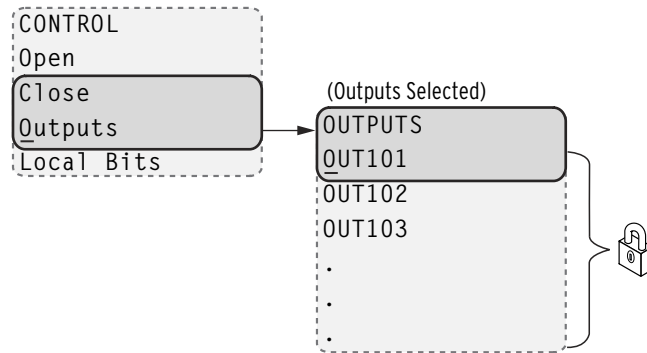 CONTROL
Open
Close
Outputs
Local Bits
(Outputs Selected)
OUTPUTS
OUT101
OUT102
OUT103
.
.
.